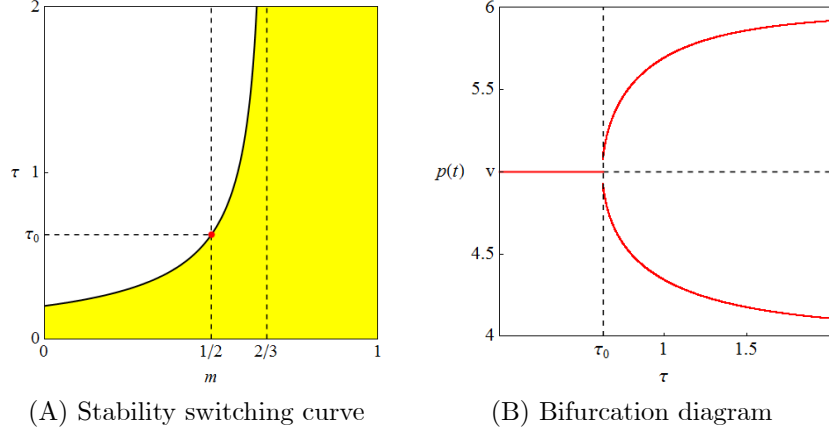 2
τ 1
τ₀
0
0 1/2 2/3 1
m
(A) Stability switching curve
6
5.5
p(t) v
4.5
4
τ₀ 1 1.5
τ
(B) Bifurcation diagram